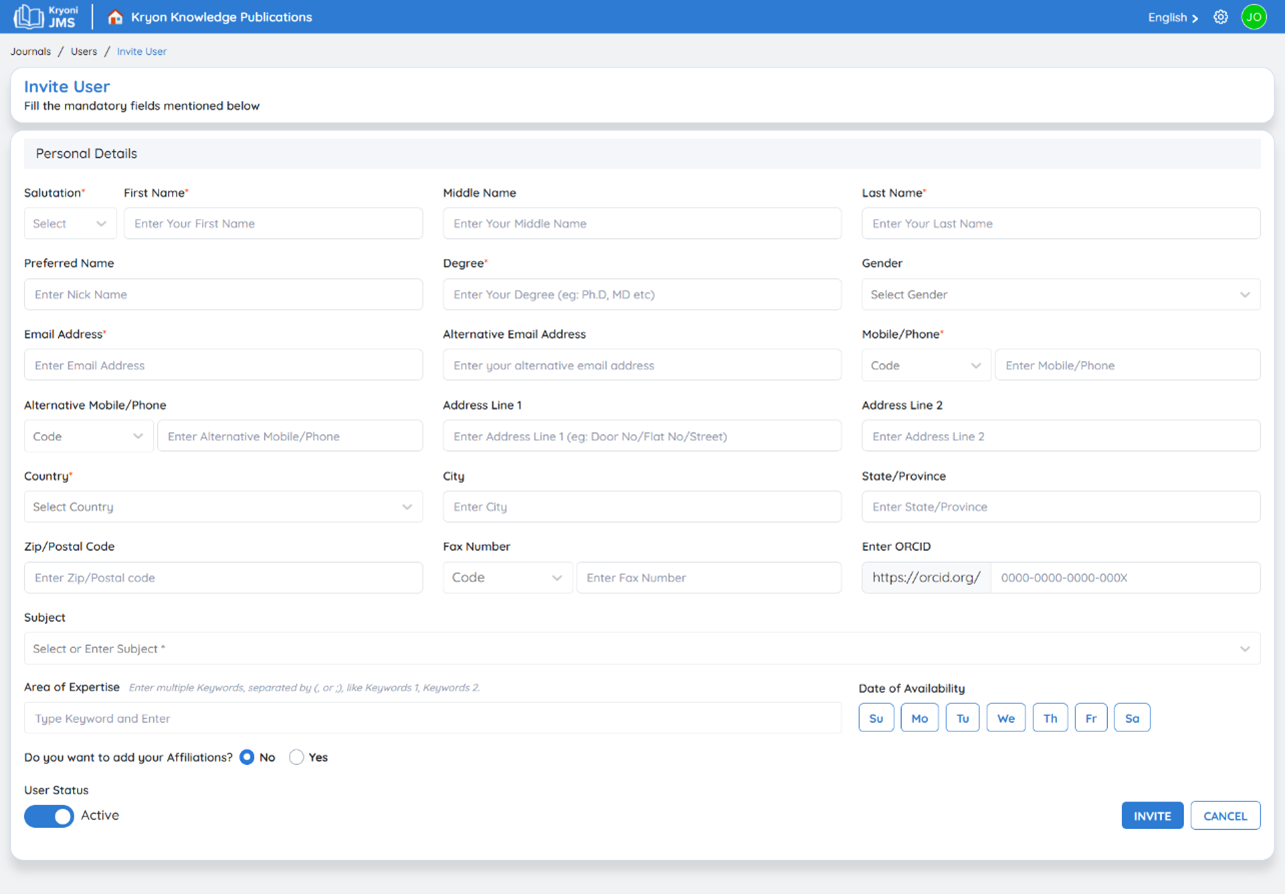 Kryoni
JMS
Kryon Knowledge Publications
English
JO
Journals / Users / Invite User
Invite User
Fill the mandatory fields mentioned below
Personal Details
Salutation* First Name* Middle Name Last Name*
Select Enter Your First Name Enter Your Middle Name Enter Your Last Name
Preferred Name Degree* Gender
Enter Nick Name Enter Your Degree (eg: Ph.D, MD etc) Select Gender
Email Address* Alternative Email Address Mobile/Phone*
Enter Email Address Enter your alternative email address Code Enter Mobile/Phone
Alternative Mobile/Phone Address Line 1 Address Line 2
Code Enter Alternative Mobile/Phone Enter Address Line 1 (eg: Door No/Flat No/Street) Enter Address Line 2
Country* City State/Province
Select Country Enter City Enter State/Province
Zip/Postal Code Fax Number Enter ORCID
Enter Zip/Postal code Code Enter Fax Number https://orcid.org/ 0000-0000-0000-000X
Subject
Select or Enter Subject *
Area of Expertise Enter multiple Keywords, separated by (, or ;), like Keywords 1, Keywords 2. Date of Availability
Type Keyword and Enter Su Mo Tu We Th Fr Sa
Do you want to add your Affiliations? No Yes
User Status
Active INVITE CANCEL